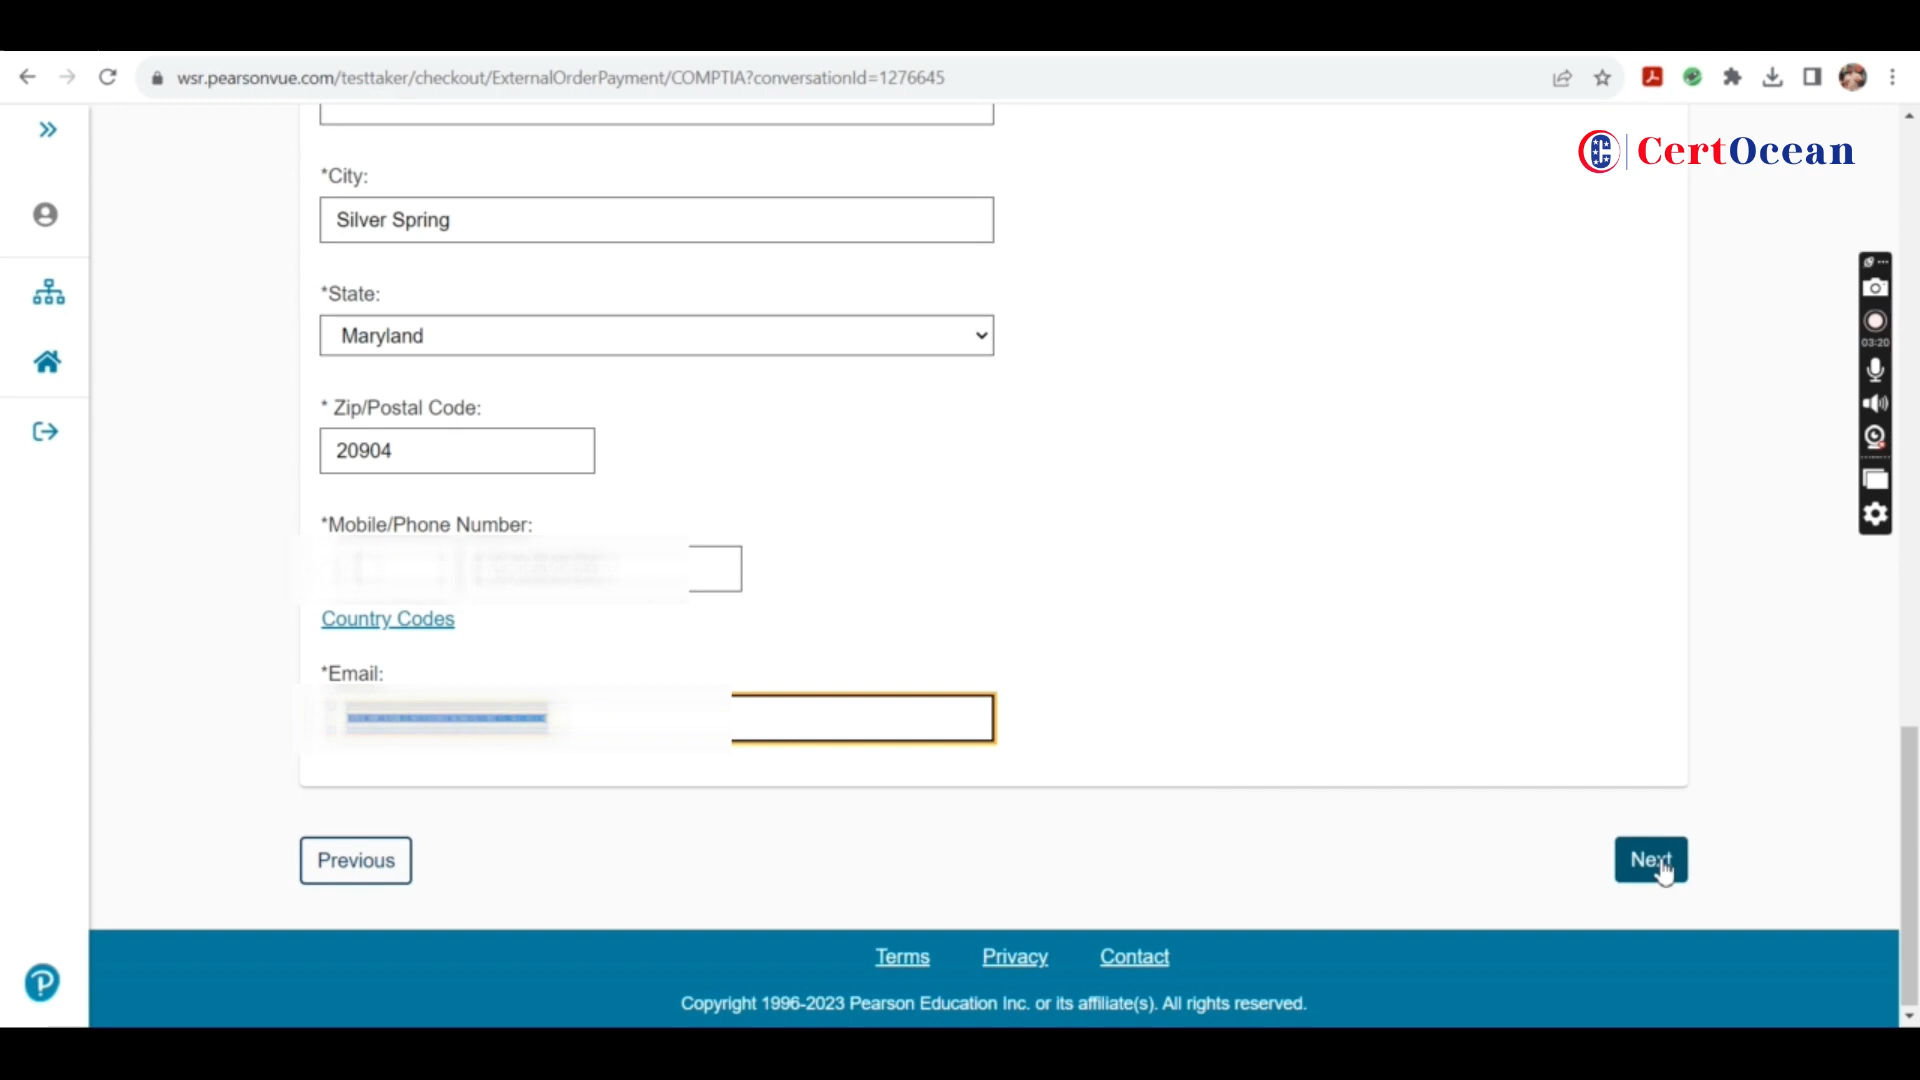 wsr.pearsonvue.com/testtaker/checkout/ExternalOrderPayment/COMPTIA?conversationId=1276645
CertOcean
*City:
Silver Spring
*State:
Maryland
* Zip/Postal Code:
20904
03:20
*Mobile/Phone Number:
Country Codes
*Email:
Previous
Next
Terms Privacy Contact
Copyright 1996-2023 Pearson Education Inc. or its affiliate(s). All rights reserved.